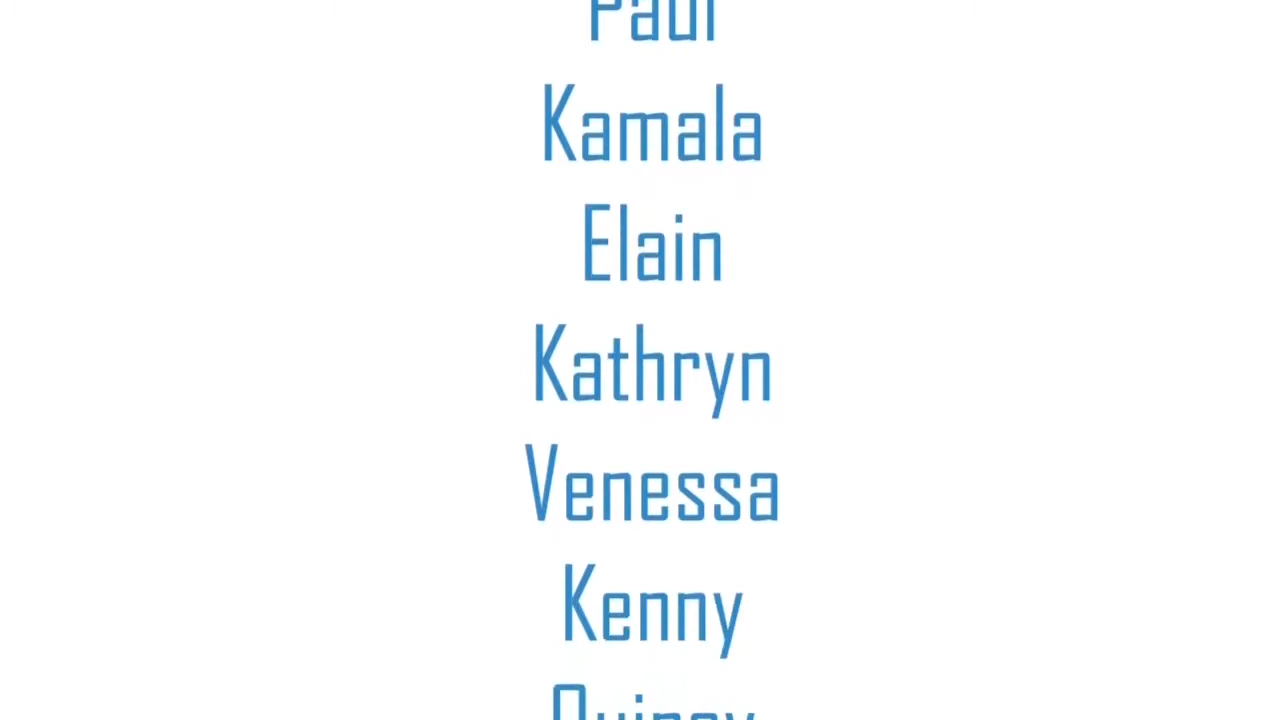 Paul
Kamala
Elain
Kathryn
Venessa
Kenny
Quincy